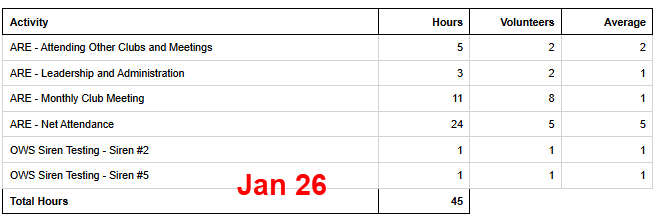 Activity Hours Volunteers Average
ARE - Attending Other Clubs and Meetings 5 2 2
ARE - Leadership and Administration 3 2 1
ARE - Monthly Club Meeting 11 8 1
ARE - Net Attendance 24 5 5
OWS Siren Testing - Siren #2 1 1 1
OWS Siren Testing - Siren #5 1 1 1
Jan 26
Total Hours 45